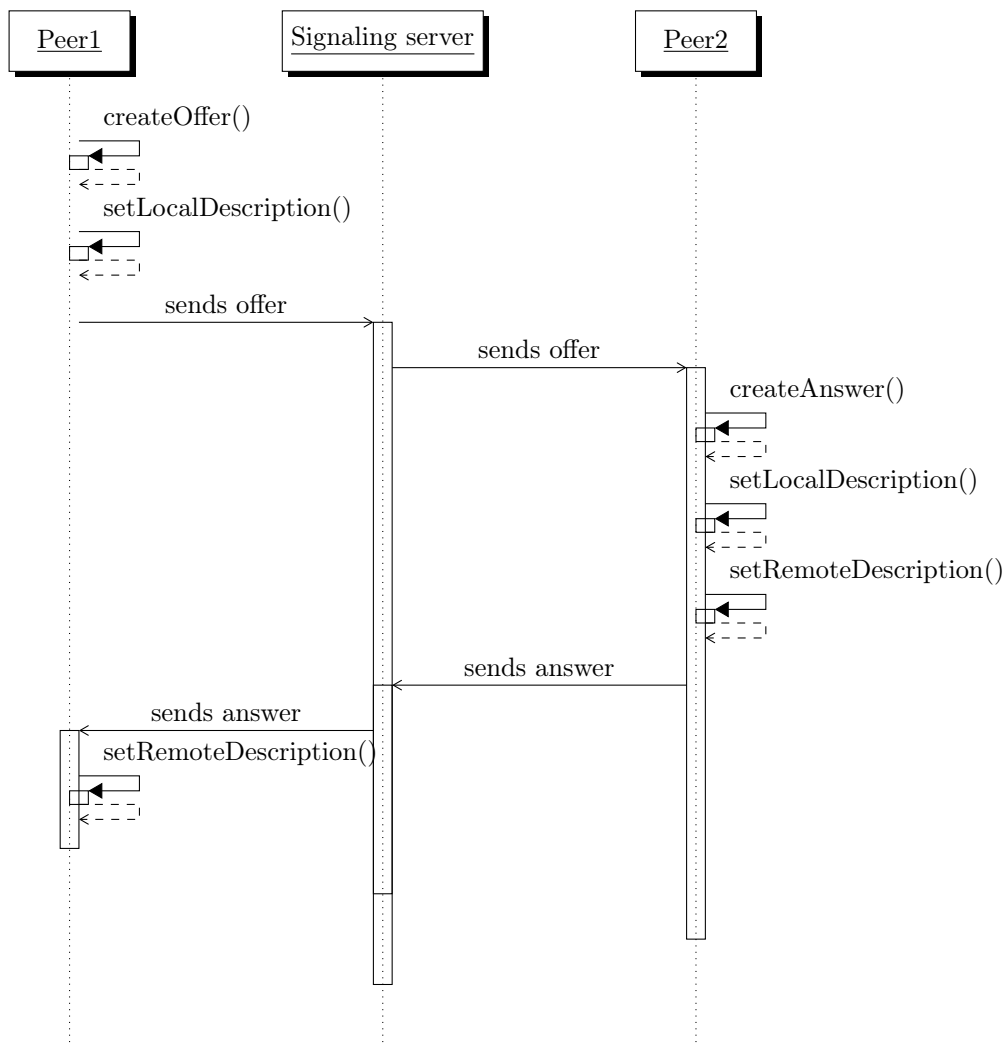 Peer1
Signaling server
Peer2
createOffer()
setLocalDescription()
sends offer
sends offer
createAnswer()
setLocalDescription()
setRemoteDescription()
sends answer
sends answer
setRemoteDescription()